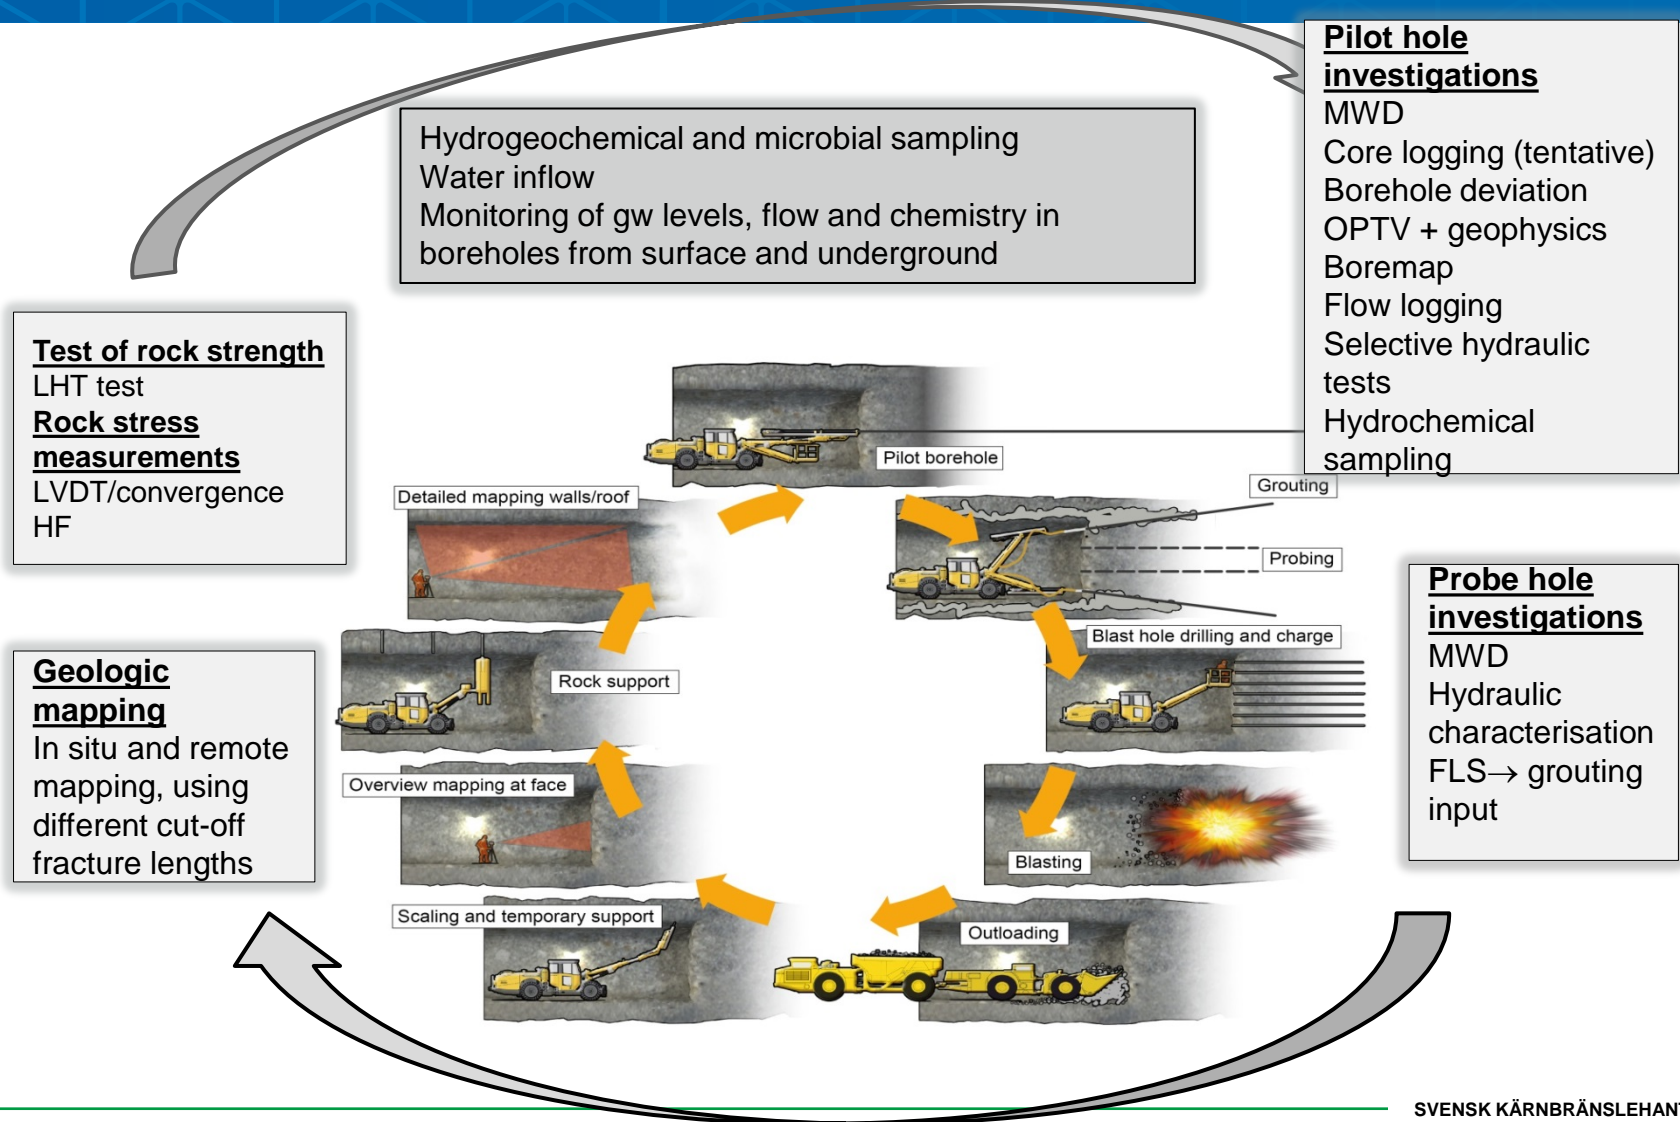 Pilot hole
investigations
MWD
Core logging (tentative)
Borehole deviation
OPTV + geophysics
Boremap
Flow logging
Selective hydraulic
tests
Hydrochemical
sampling
Hydrogeochemical and microbial sampling
Water inflow
Monitoring of gw levels, flow and chemistry in
boreholes from surface and underground
Test of rock strength
LHT test
Rock stress
measurements
LVDT/convergence
HF
Pilot borehole
Detailed mapping walls/roof
Grouting
Probing
Blast hole drilling and charge
Rock support
Probe hole
investigations
MWD
Hydraulic
characterisation
FLS→ grouting
input
Geologic
mapping
In situ and remote
mapping, using
different cut-off
fracture lengths
Overview mapping at face
Blasting
Scaling and temporary support
Outloading
SVENSK KÄRNBRÄNSLEHANT